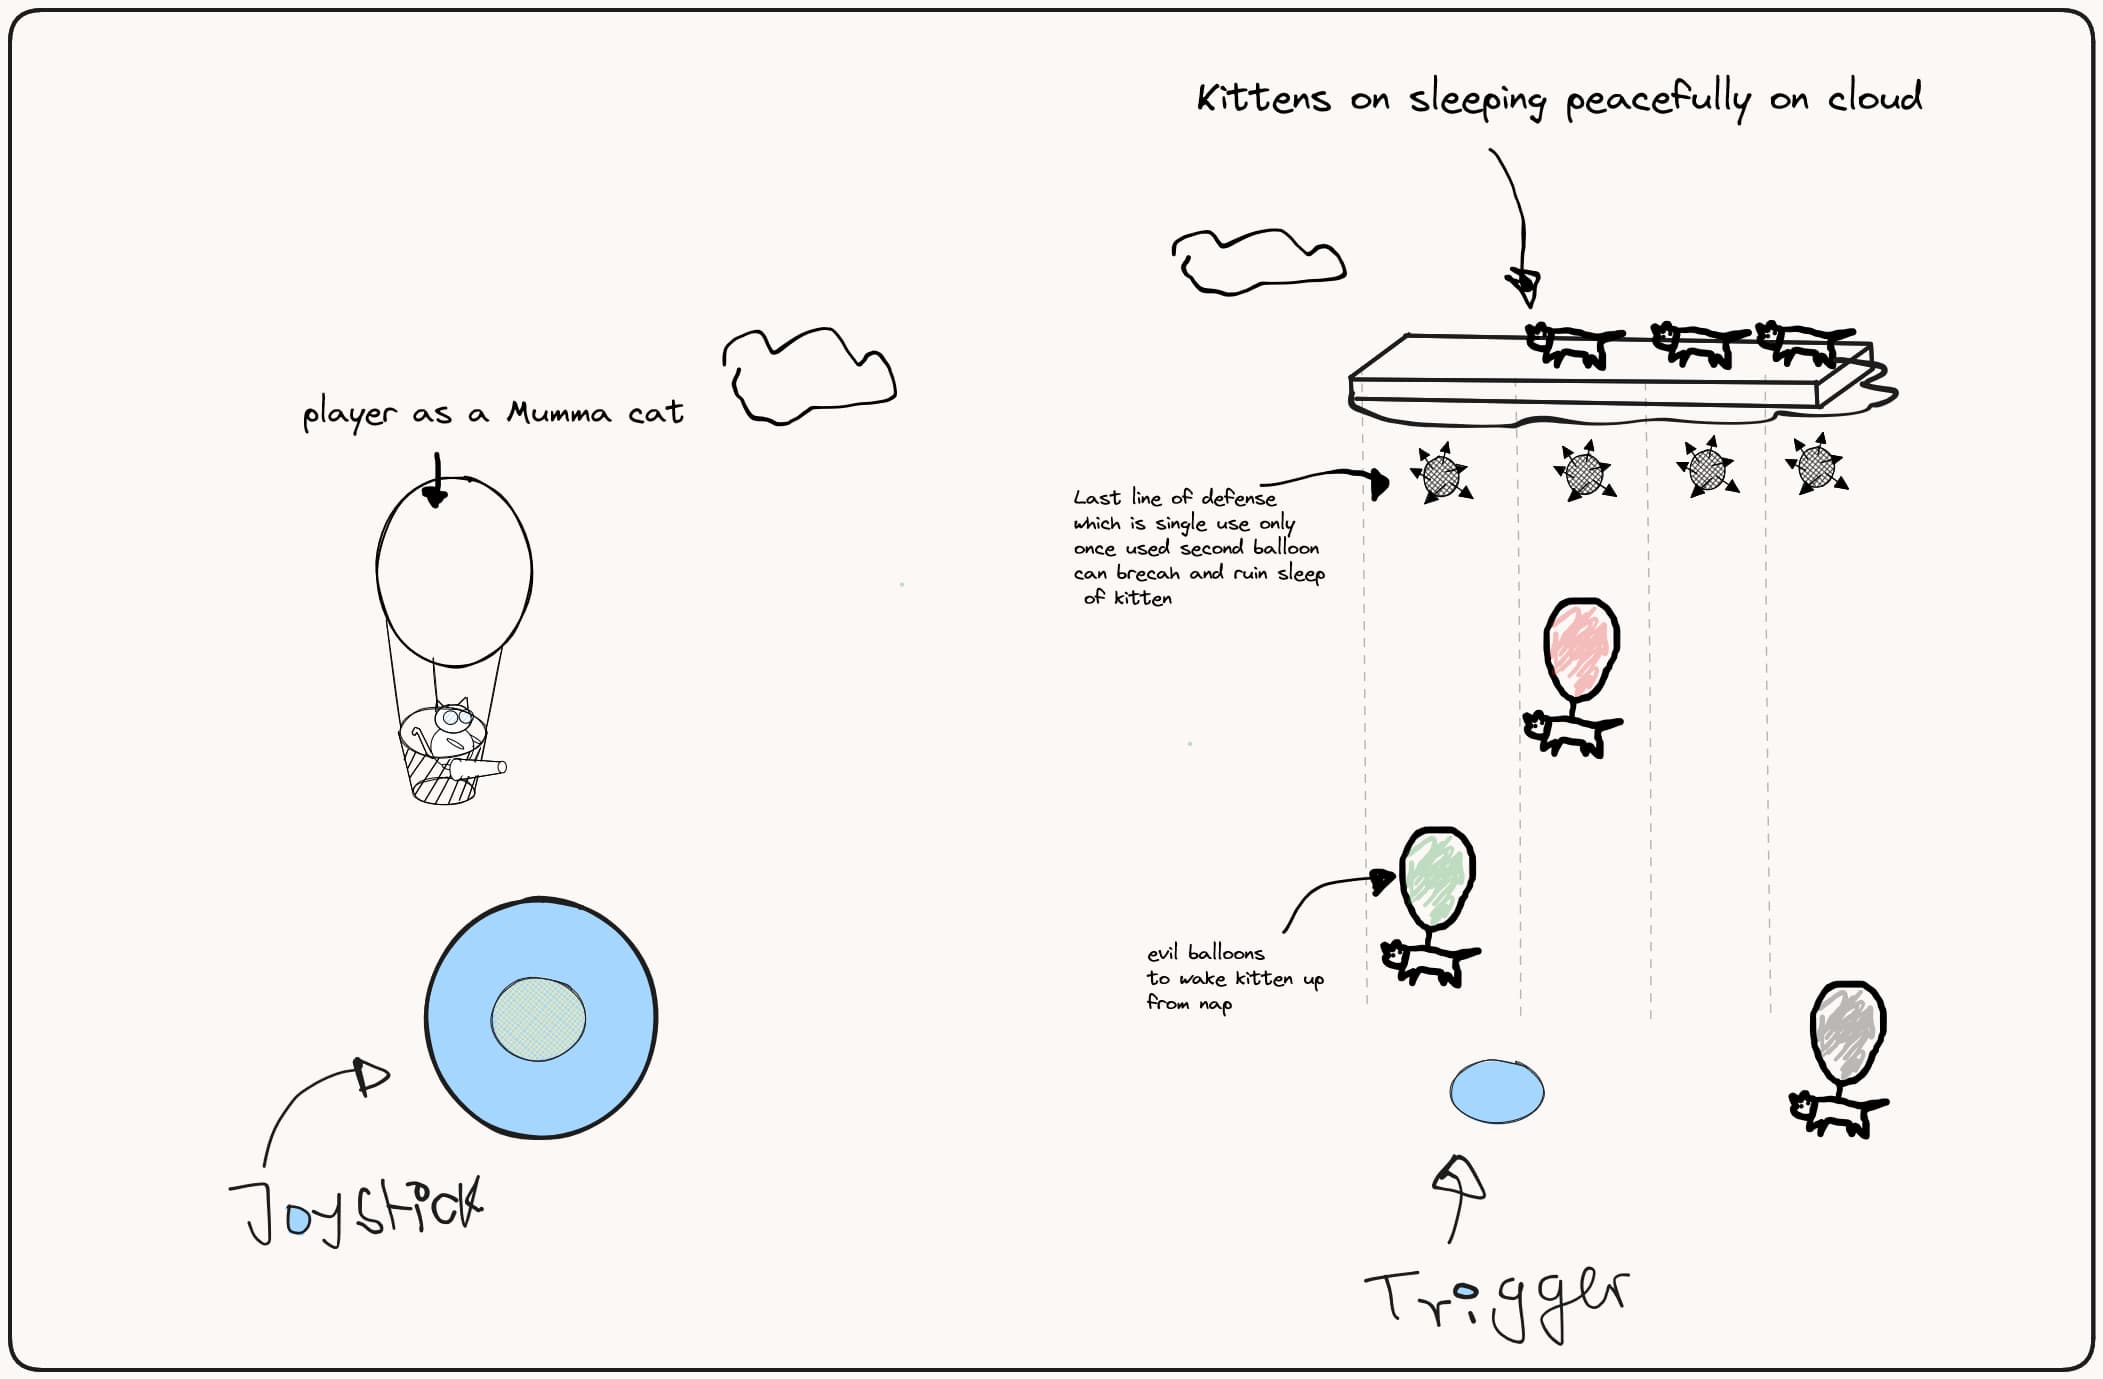 Kittens on sleeping peacefully on cloud
player as a Mumma cat
Last line of defense
which is single use only
once used second balloon
can brecah and ruin sleep
of kitten
evil balloons
to wake kitten up
from nap
Joystick
Trigger